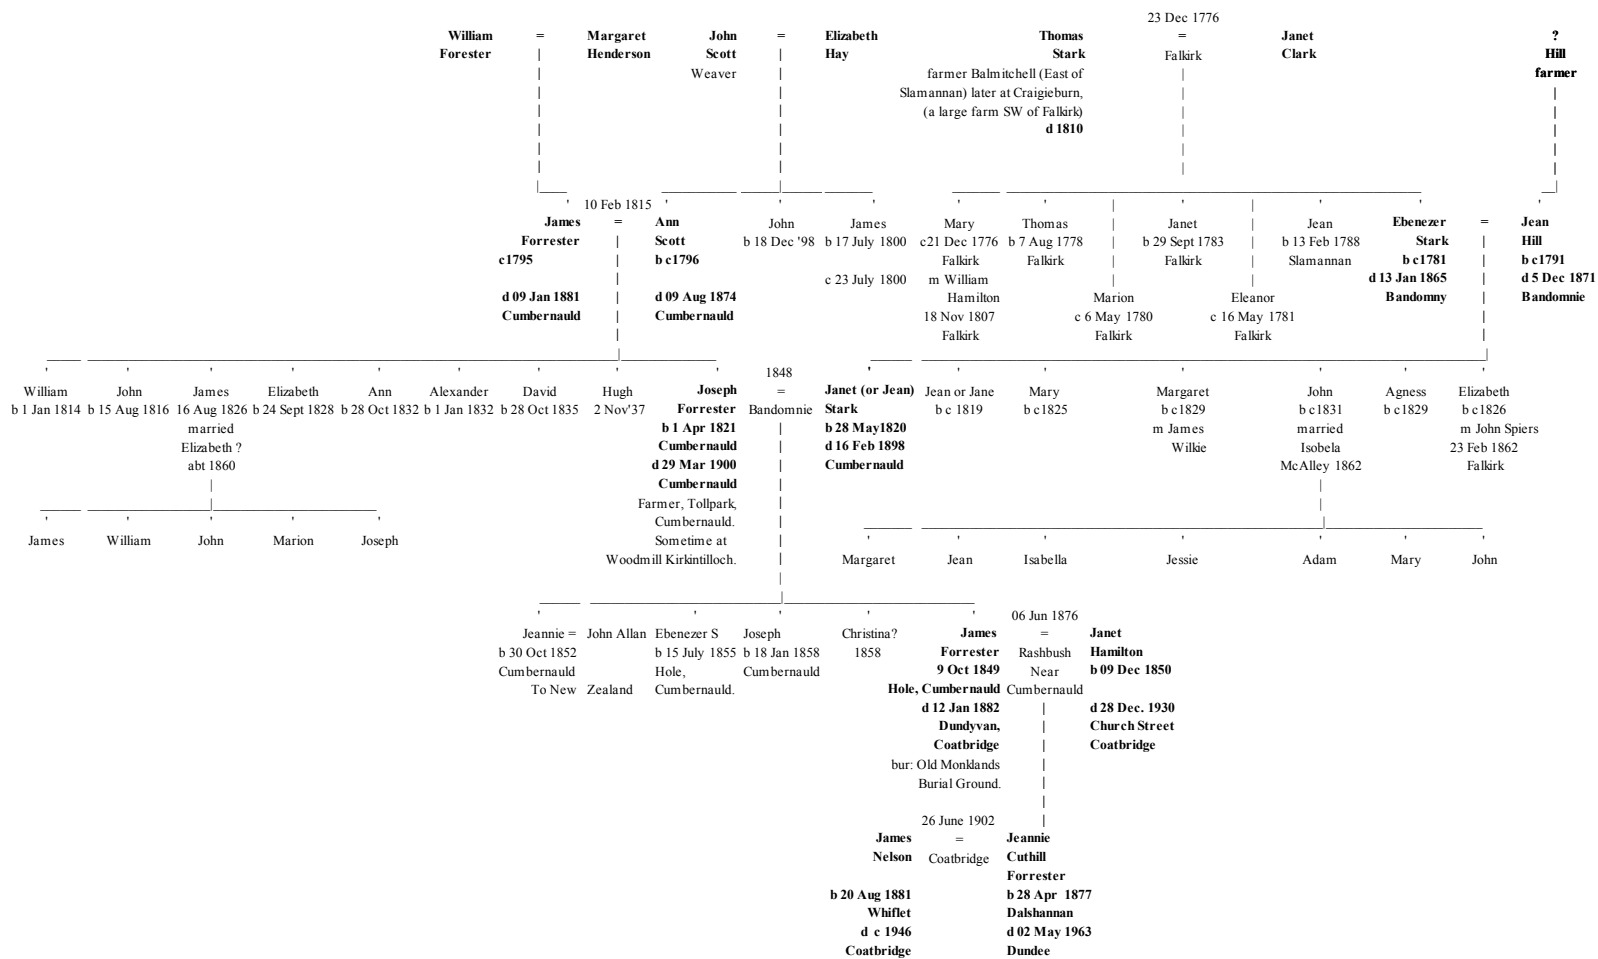 23 Dec 1776
William = Margaret John = Elizabeth Thomas = Janet ?
Forester Henderson Scott Hay Stark Falkirk Clark Hill
Weaver farmer Balmitchell (East of farmer
Slamannan) later at Craigieburn,
(a large farm SW of Falkirk)
d 1810
10 Feb 1815
James = Ann John James Mary Thomas Janet Jean Ebenezer = Jean
Forrester Scott b 18 Dec '98 b 17 July 1800 c21 Dec 1776 b 7 Aug 1778 b 29 Sept 1783 b 13 Feb 1788 Stark Hill
c1795 b c1796 Falkirk Falkirk Falkirk Slamannan b c1781 b c1791
c 23 July 1800 m William d 13 Jan 1865 d 5 Dec 1871
d 09 Jan 1881 d 09 Aug 1874 Hamilton Marion Eleanor Bandomny Bandomnie
Cumbernauld Cumbernauld 18 Nov 1807 c 6 May 1780 c 16 May 1781
Falkirk Falkirk Falkirk
1848
William John James Elizabeth Ann Alexander David Hugh Joseph = Janet (or Jean) Jean or Jane Mary Margaret John Agness Elizabeth
b 1 Jan 1814 b 15 Aug 1816 16 Aug 1826 b 24 Sept 1828 b 28 Oct 1832 b 1 Jan 1832 b 28 Oct 1835 2 Nov'37 Forrester Bandomnie Stark b c 1819 b c1825 b c1829 b c1831 b c1829 b c1826
married b 1 Apr 1821 b 28 May1820 m James married m John Spiers
Elizabeth ? Cumbernauld d 16 Feb 1898 Wilkie Isobela 23 Feb 1862
abt 1860 d 29 Mar 1900 Cumbernauld McAlley 1862 Falkirk
Cumbernauld
Farmer, Tollpark,
Cumbernauld.
James William John Marion Joseph Sometime at
Woodmill Kirkintilloch. Margaret Jean Isabella Jessie Adam Mary John
06 Jun 1876
Jeannie = John Allan Ebenezer S Joseph Christina? James = Janet
b 30 Oct 1852 b 15 July 1855 b 18 Jan 1858 1858 Forrester Rashbush Hamilton
Cumbernauld Hole, Cumbernauld 9 Oct 1849 Near b 09 Dec 1850
To New Zealand Cumbernauld. Hole, Cumbernauld Cumbernauld
d 12 Jan 1882 d 28 Dec. 1930
Dundyvan, Church Street
Coatbridge Coatbridge
bur: Old Monklands
Burial Ground.
26 June 1902
James = Jeannie
Nelson Coatbridge Cuthill
Forrester
b 20 Aug 1881 b 28 Apr 1877
Whiflet Dalshannan
d c 1946 d 02 May 1963
Coatbridge Dundee